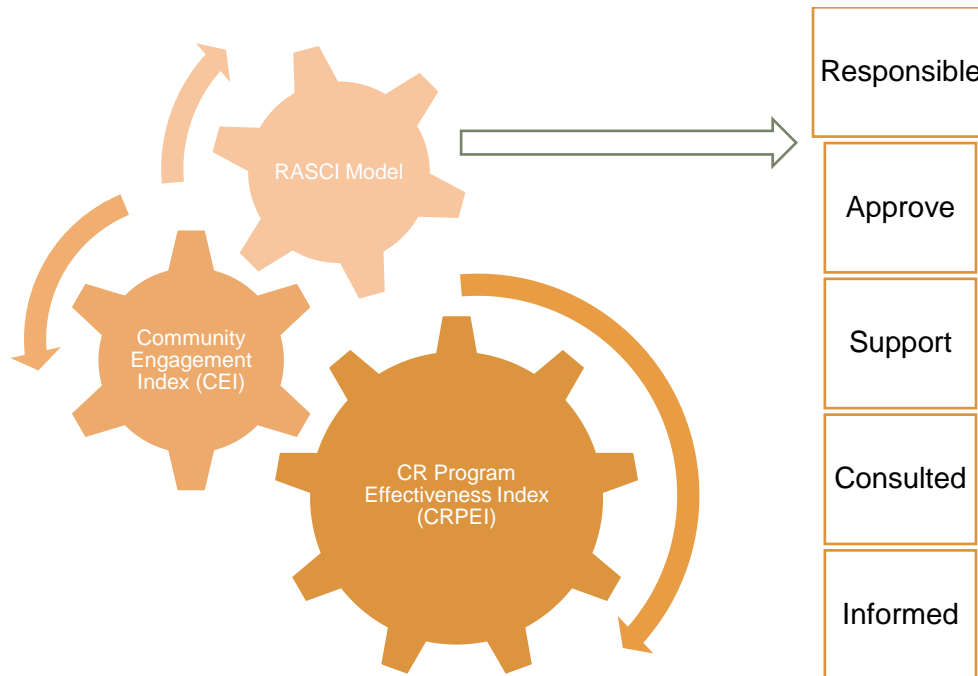 RASCI Model
Community
Engagement
Index (CEI)
CR Program
Effectiveness Index
(CRPEI)
Responsible
Approve
Support
Consulted
Informed